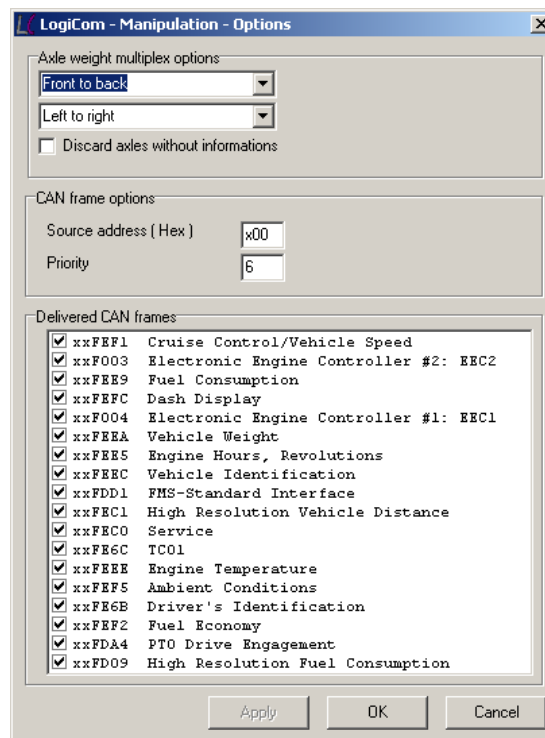 LogiCom - Manipulation - Options
Axle weight multiplex options
Front to back
Left to right
Discard axles without informations
CAN frame options
Source address ( Hex )
x00
Priority
6
Delivered CAN frames
xxFEF1 Cruise Control/Vehicle Speed
xxF003 Electronic Engine Controller #2: EEC2
xxFEE9 Fuel Consumption
xxFEFC Dash Display
xxF004 Electronic Engine Controller #1: EEC1
xxFEEA Vehicle Weight
xxFEE5 Engine Hours, Revolutions
xxFEEC Vehicle Identification
xxFDD1 FMS-Standard Interface
xxFEC1 High Resolution Vehicle Distance
xxFEC0 Service
xxFE6C TCO1
xxFEEE Engine Temperature
xxFEF5 Ambient Conditions
xxFE6B Driver's Identification
xxFEF2 Fuel Economy
xxFDA4 PTO Drive Engagement
xxFD09 High Resolution Fuel Consumption
Apply
OK
Cancel